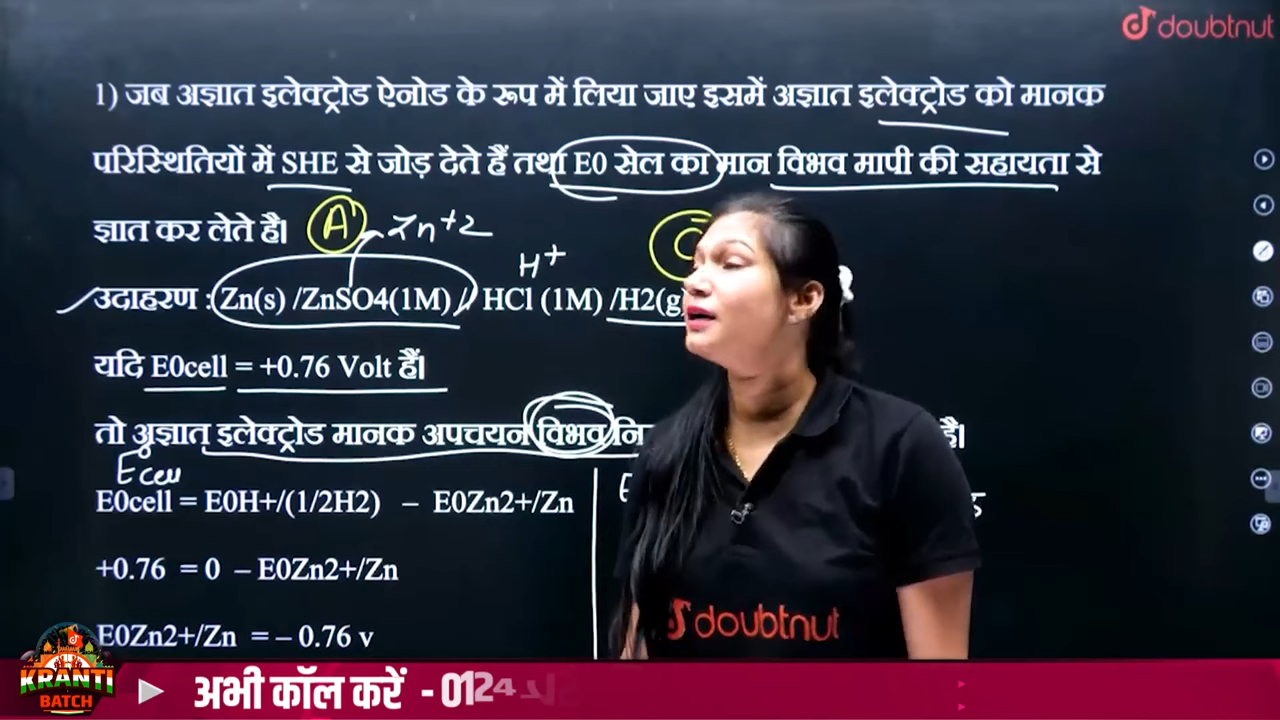 doubtnut
1) जब अज्ञात इलेक्ट्रोड ऐनोड के रूप में लिया जाए इसमें अज्ञात इलेक्ट्रोड को मानक
परिस्थितियों में SHE से जोड़ देते हैं तथा E0 सेल का मान विभव मापी की सहायता से
ज्ञात कर लेते है।
A
Zn+2
H+
उदाहरण : Zn(s) /ZnSO4(1M) // HCl (1M) /H2(g)
यदि E0cell = +0.76 Volt हैं।
तो अज्ञात इलेक्ट्रोड मानक अपचयन विभव है।
Ecell
E0cell = E0H+/(1/2H2) – E0Zn2+/Zn
+0.76 = 0 – E0Zn2+/Zn
E0Zn2+/Zn = – 0.76 v
doubtnut
KRANTI
BATCH
अभी कॉल करें - 0124